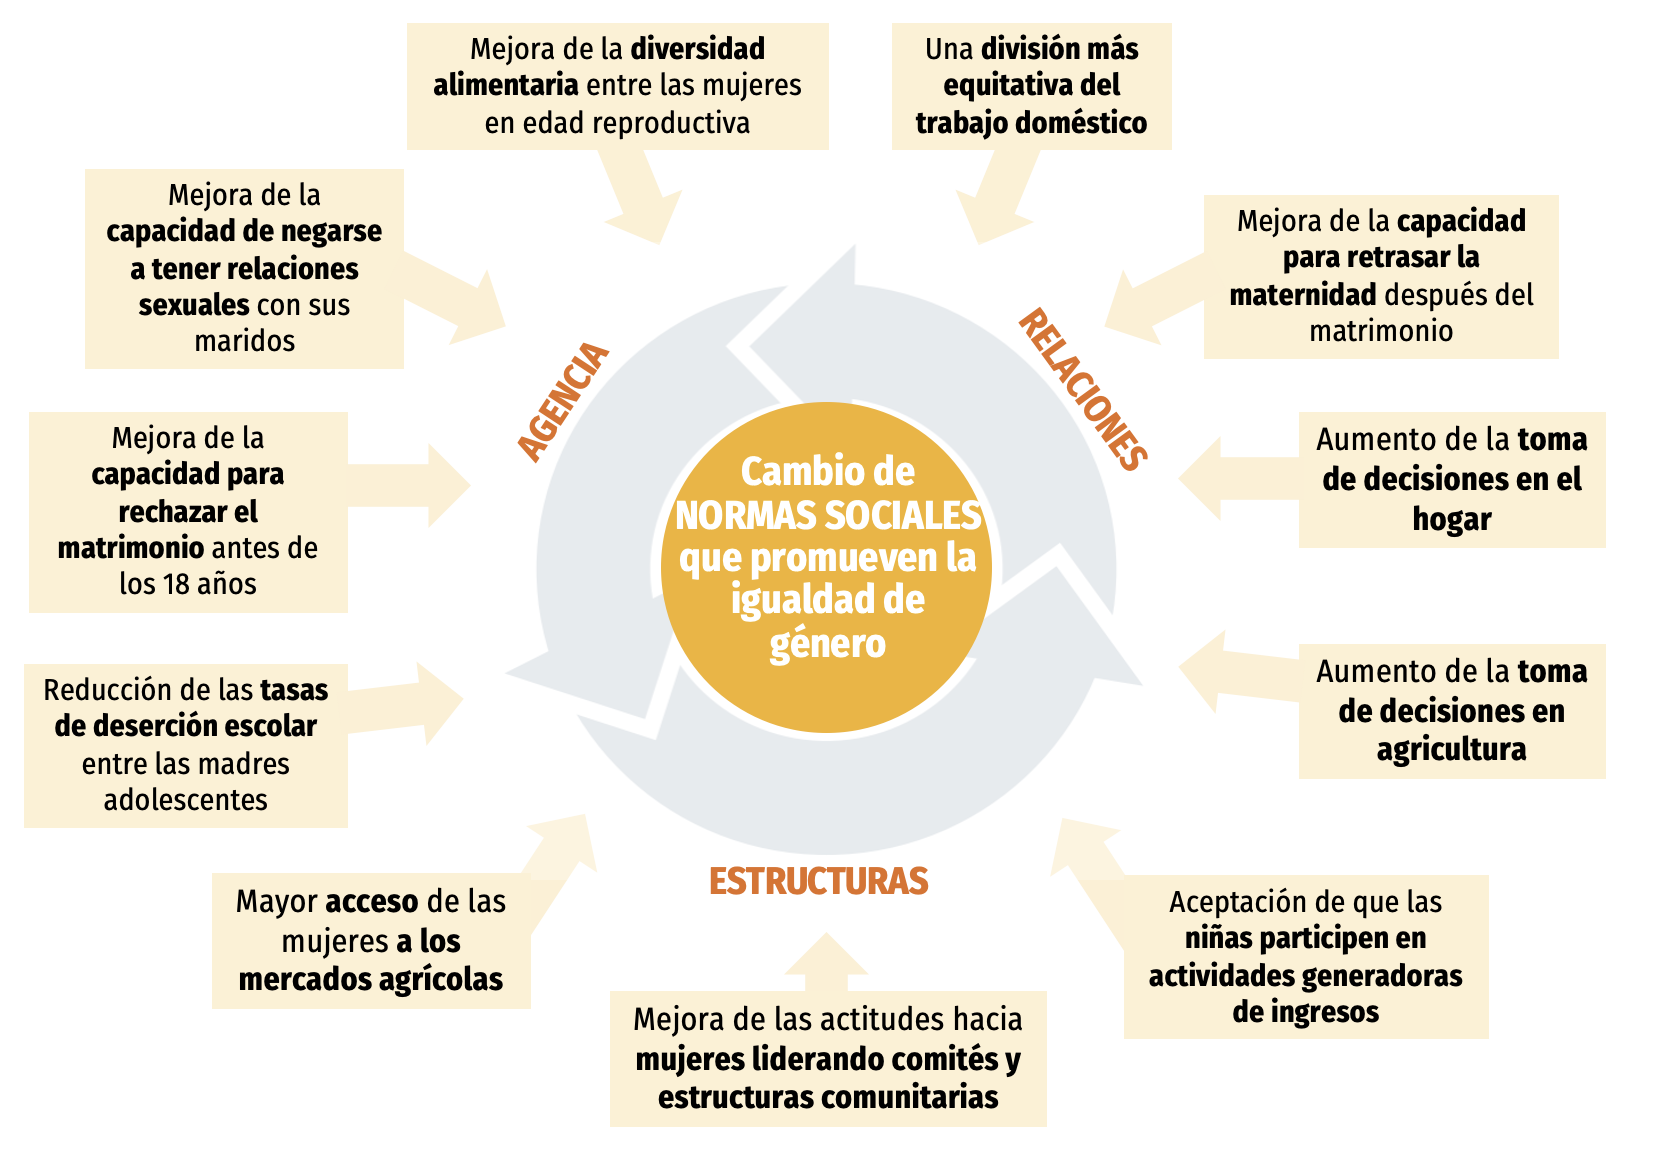 Mejora de la diversidad
alimentaria entre las mujeres
en edad reproductiva
Una división más
equitativa del
trabajo doméstico
Mejora de la
capacidad de negarse
a tener relaciones
sexuales con sus
maridos
Mejora de la capacidad
para retrasar la
maternidad después del
matrimonio
AGENCIA
RELACIONES
Mejora de la
capacidad para
rechazar el
matrimonio antes de
los 18 años
Cambio de
NORMAS SOCIALES
que promueven la
igualdad de
género
Aumento de la toma
de decisiones en el
hogar
Reducción de las tasas
de deserción escolar
entre las madres
adolescentes
Aumento de la toma
de decisiones en
agricultura
ESTRUCTURAS
Mayor acceso de las
mujeres a los
mercados agrícolas
Mejora de las actitudes hacia
mujeres liderando comités y
estructuras comunitarias
Aceptación de que las
niñas participen en
actividades generadoras
de ingresos